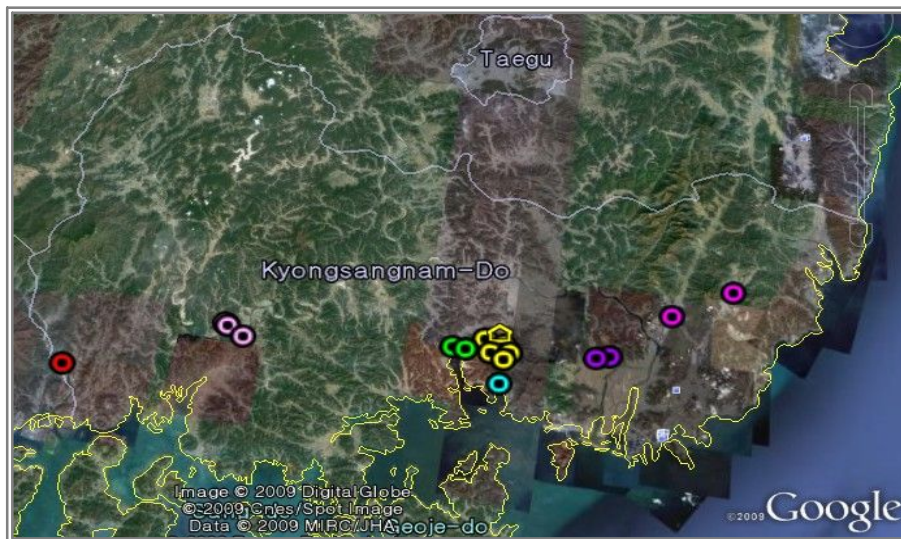 Taegu
Kyongsangnam-Do
Image © 2009 DigitalGlobe
© 2009 Cnes/Spot Image
Data © 2009 MIRC/JHA
Geoje-do
©2009 Google